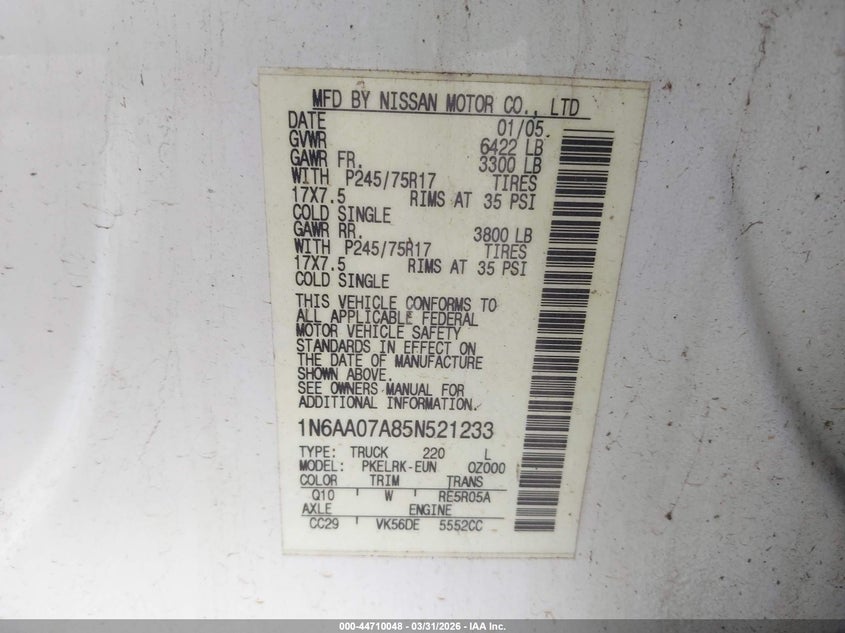 MFD BY NISSAN MOTOR CO., LTD
DATE 01/05
GVWR 6422 LB
GAWR FR. 3300 LB
WITH P245/75R17 TIRES
17X7.5 RIMS AT 35 PSI
COLD SINGLE
GAWR RR. 3800 LB
WITH P245/75R17 TIRES
17X7.5 RIMS AT 35 PSI
COLD SINGLE
THIS VEHICLE CONFORMS TO
ALL APPLICABLE FEDERAL
MOTOR VEHICLE SAFETY
STANDARDS IN EFFECT ON
THE DATE OF MANUFACTURE
SHOWN ABOVE.
SEE OWNERS MANUAL FOR
ADDITIONAL INFORMATION.
1N6AA07A85N521233
TYPE: TRUCK 220 L
MODEL: PKELRK-EUN QZ000
COLOR TRIM TRANS
Q10 W RE5R05A
AXLE ENGINE
CC29 VK56DE 5552CC
000-44710048 - 03/31/2026 - IAA Inc.